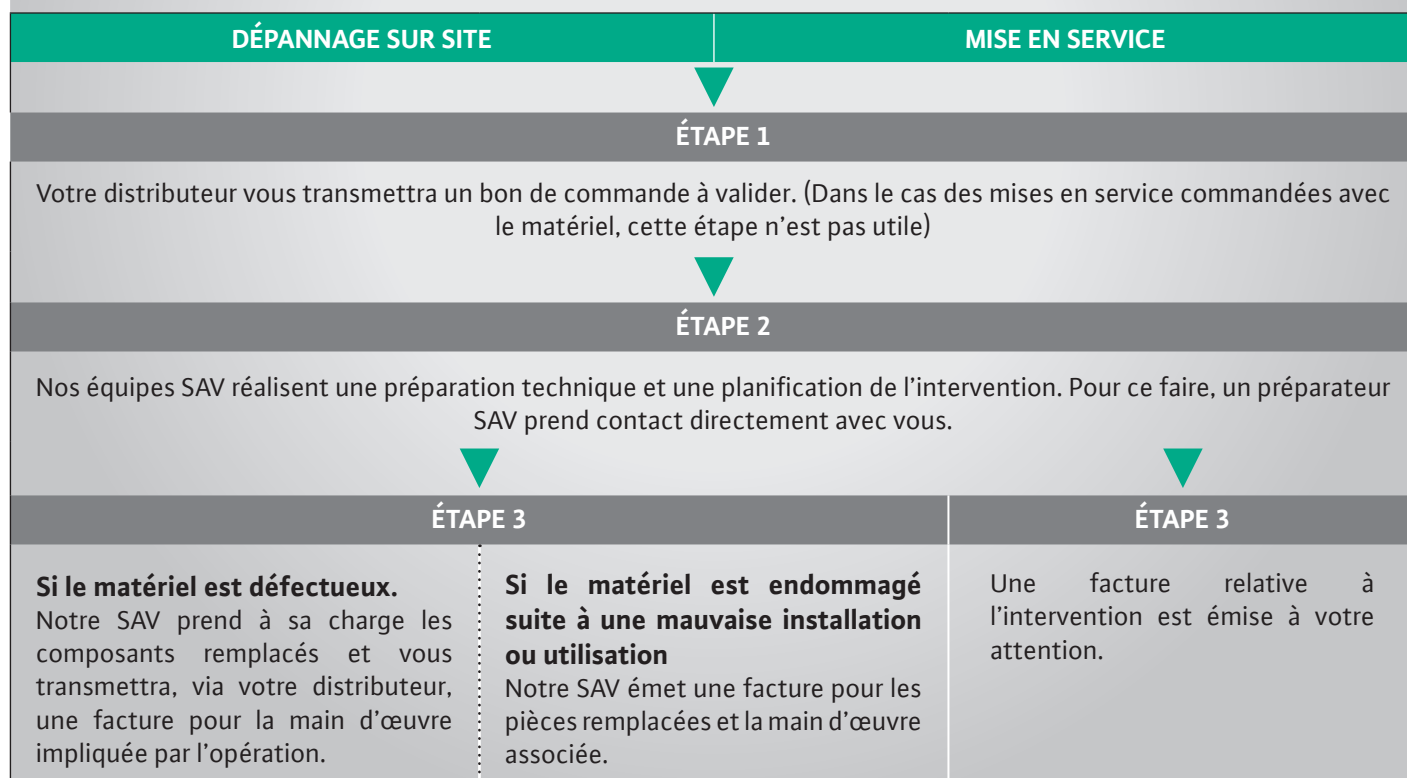 DÉPANNAGE SUR SITE
MISE EN SERVICE
ÉTAPE 1
Votre distributeur vous transmettra un bon de commande à valider. (Dans le cas des mises en service commandées avec
le matériel, cette étape n'est pas utile)
ÉTAPE 2
Nos équipes SAV réalisent une préparation technique et une planification de l'intervention. Pour ce faire, un préparateur
SAV prend contact directement avec vous.
ÉTAPE 3
Si le matériel est défectueux.
Notre SAV prend à sa charge les
composants remplacés et vous
transmettra, via votre distributeur,
une facture pour la main d'œuvre
impliquée par l'opération.
Si le matériel est endommagé
suite à une mauvaise installation
ou utilisation
Notre SAV émet une facture pour les
pièces remplacées et la main d'œuvre
associée.
ÉTAPE 3
Une facture relative à
l'intervention est émise à votre
attention.